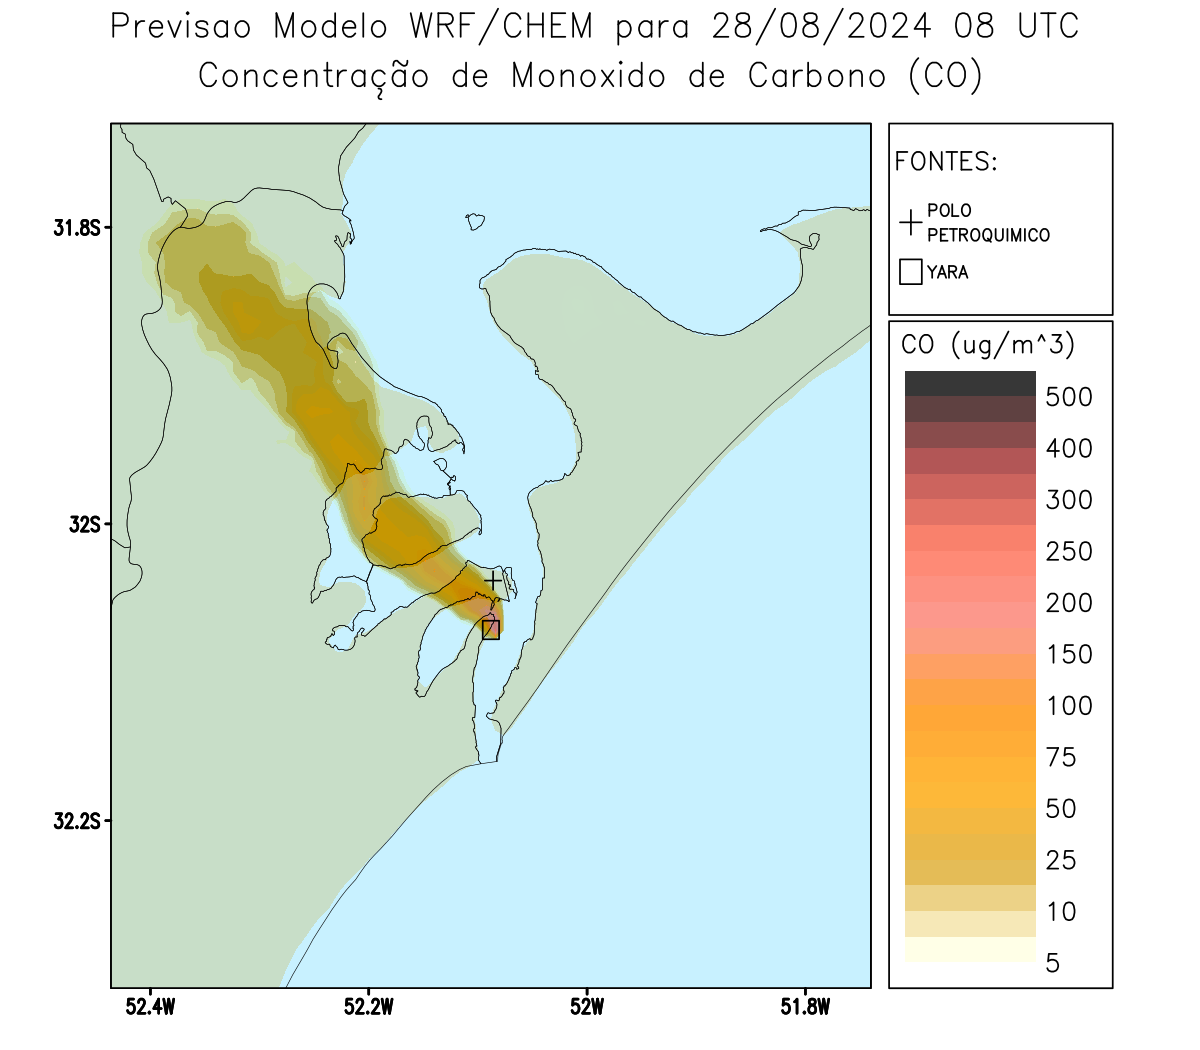 Previsao Modelo WRF/CHEM para 28/08/2024 08 UTC
Concentração de Monoxido de Carbono (CO)
FONTES:
POLO
PETROQUIMICO
YARA
CO (ug/m^3)
500
400
300
250
200
150
100
75
50
25
10
5
31.8S
32S
32.2S
52.4W
52.2W
52W
51.8W